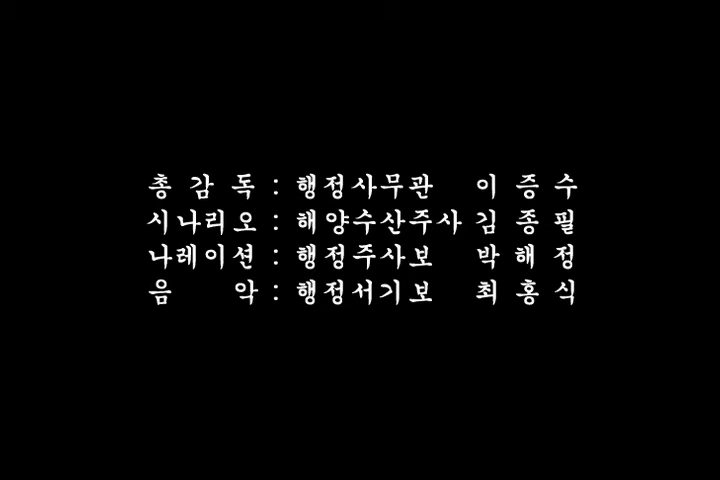 총 감 독 : 행정사무관 이 증 수
시나리오 : 해양수산주사 김 종 필
나레이션 : 행정주사보 박 해 정
음 악 : 행정서기보 최 홍 식